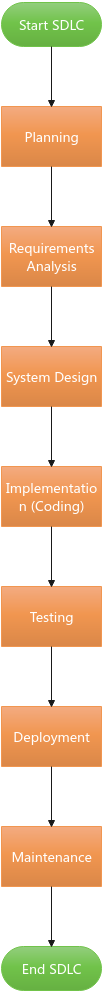 Start SDLC
Planning
Requirements
Analysis
System Design
Implementatio
n (Coding)
Testing
Deployment
Maintenance
End SDLC